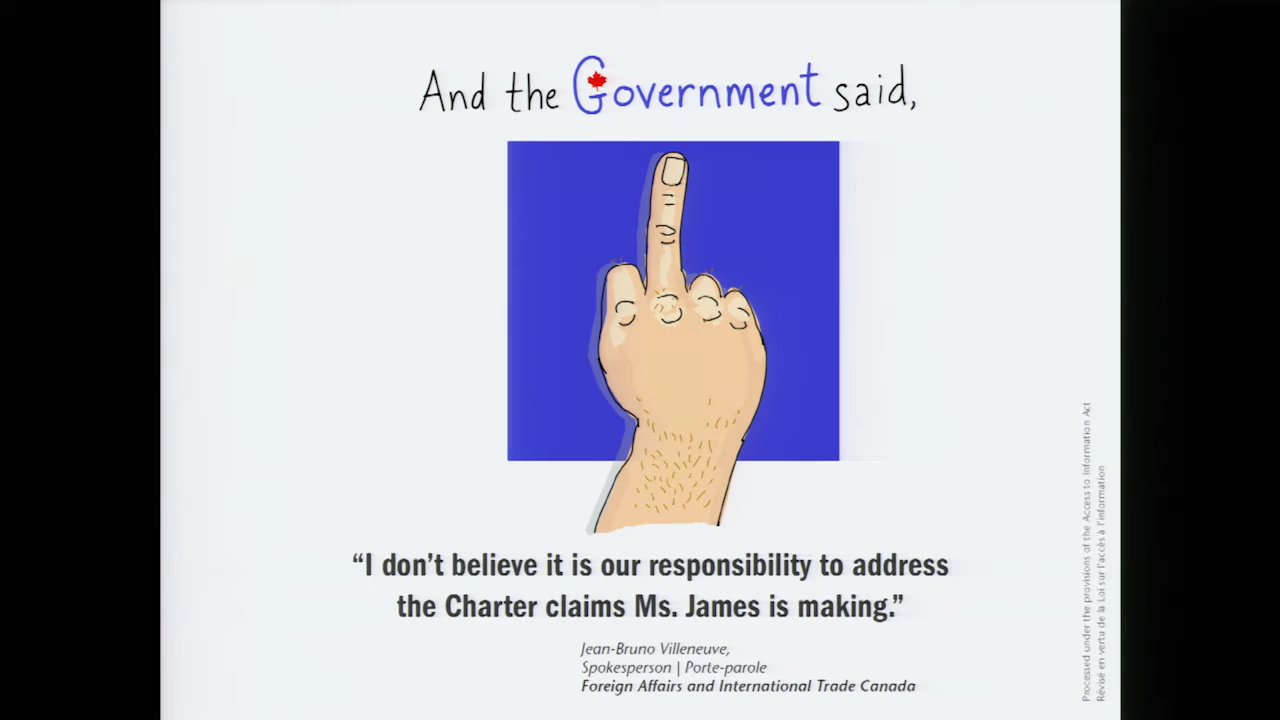 And the Government said,
“I don’t believe it is our responsibility to address
the Charter claims Ms. James is making.”
Jean-Bruno Villeneuve,
Spokesperson | Porte-parole
Foreign Affairs and International Trade Canada
Processed under the provisions of the Access to Information Act
Révisé en vertu de la Loi sur l'accès à l'information